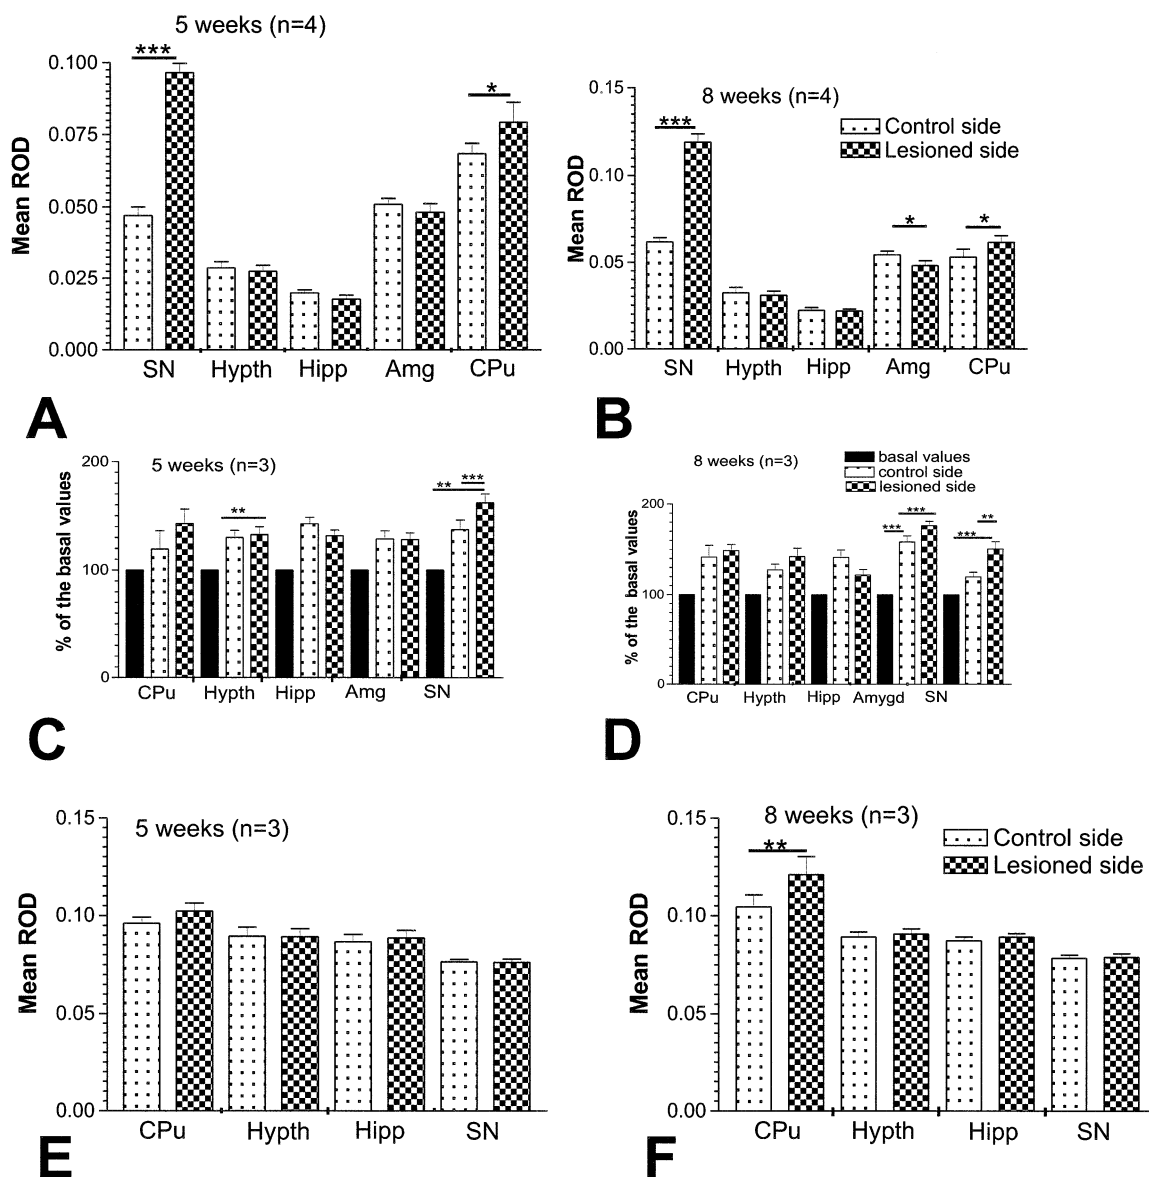 5 weeks (n=4)
***
*
0.100
0.075
0.050
0.025
0.000
Mean ROD
SN Hypth Hipp Amg CPu
A
8 weeks (n=4)
Control side
Lesioned side
***
*
*
0.15
0.10
0.05
0.00
Mean ROD
SN Hypth Hipp Amg CPu
B
5 weeks (n=3)
**
**
***
200
100
0
% of the basal values
CPu Hypth Hipp Amg SN
C
8 weeks (n=3)
basal values
control side
lesioned side
***
***
***
**
200
100
0
% of the basal values
CPu Hypth Hipp Amygd SN
D
5 weeks (n=3)
0.15
0.10
0.05
0.00
Mean ROD
CPu Hypth Hipp SN
E
8 weeks (n=3)
Control side
Lesioned side
**
0.15
0.10
0.05
0.00
Mean ROD
CPu Hypth Hipp SN
F